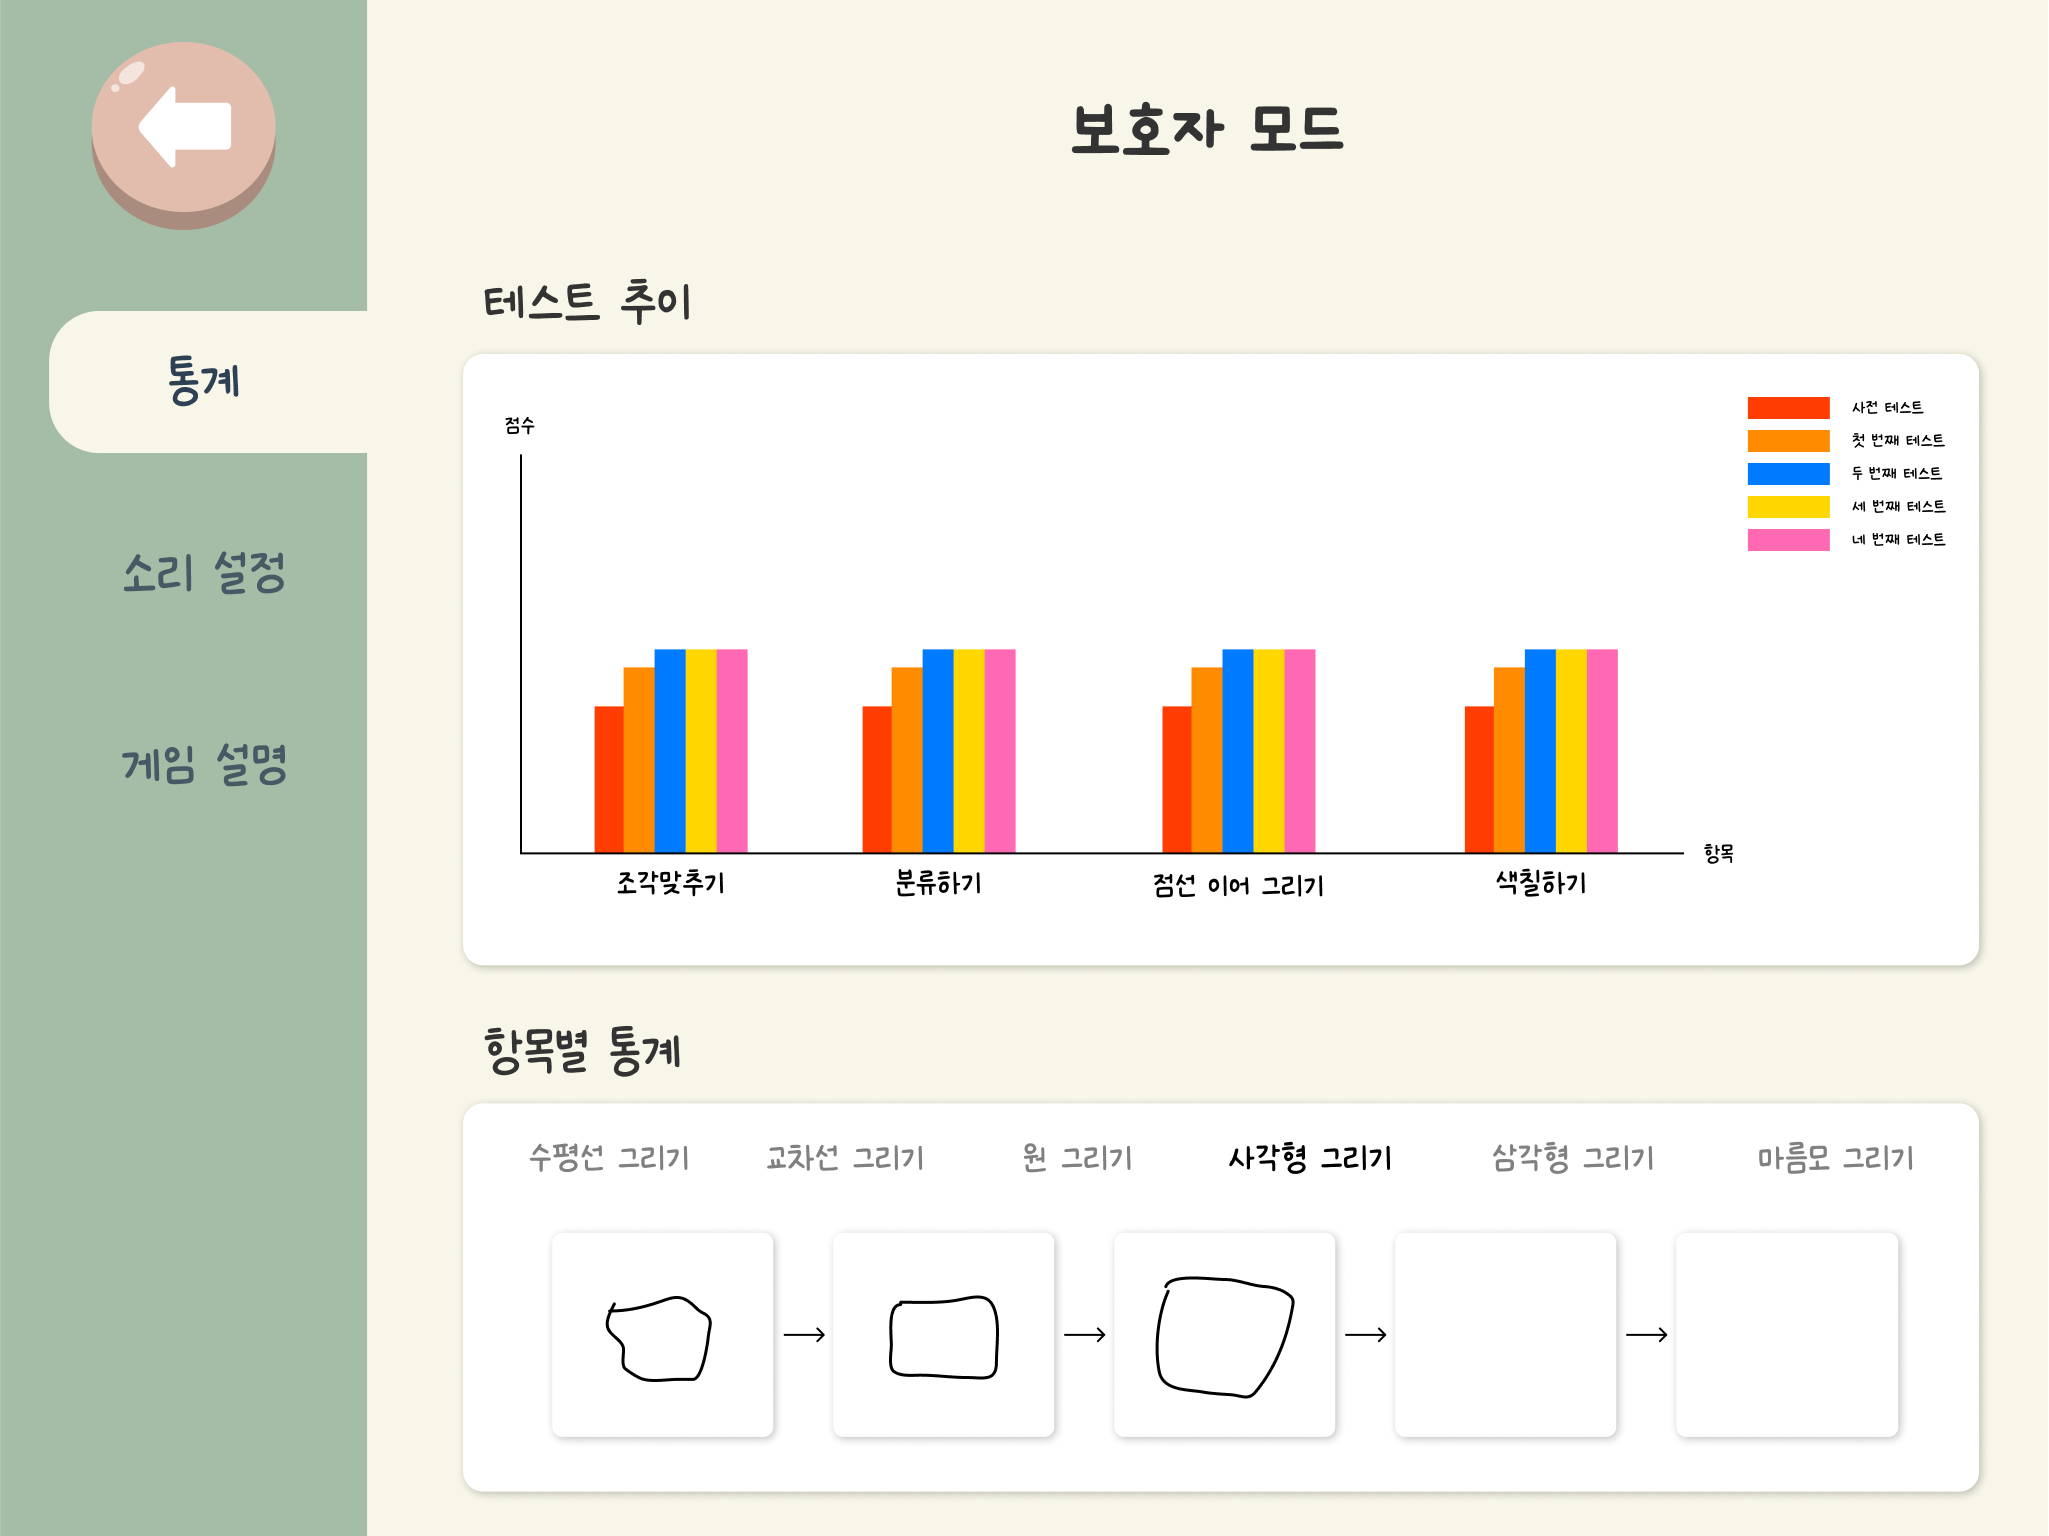 보호자 모드
통계
소리 설정
게임 설명
테스트 추이
점수
사전 테스트
첫 번째 테스트
두 번째 테스트
세 번째 테스트
네 번째 테스트
항목
조각맞추기
분류하기
점선 이어 그리기
색칠하기
항목별 통계
수평선 그리기
교차선 그리기
원 그리기
사각형 그리기
삼각형 그리기
마름모 그리기